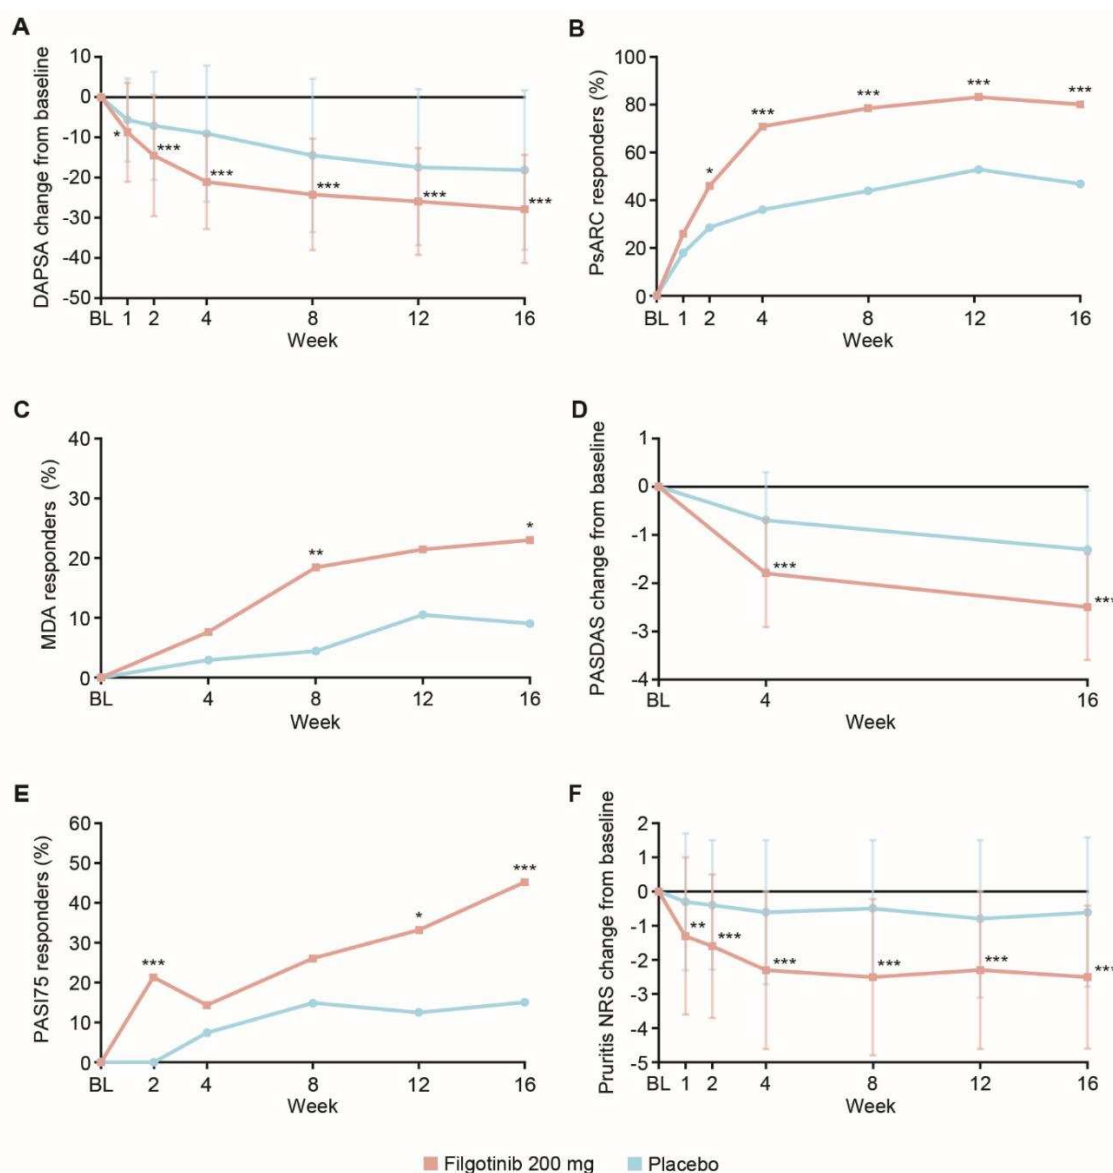 A
DAPSA change from baseline
10
0
-10
-20
-30
-40
-50
* *** *** *** *** ***
BL 1 2 4 8 12 16
Week
B
PsARC responders (%)
100
80
60
40
20
0
* *** *** *** ***
BL 1 2 4 8 12 16
Week
C
MDA responders (%)
40
30
20
10
0
** *
BL 4 8 12 16
Week
D
PASDAS change from baseline
1
0
-1
-2
-3
-4
*** ***
BL 4 16
Week
E
PASI75 responders (%)
60
50
40
30
20
10
0
*** * ***
BL 2 4 8 12 16
Week
F
Pruritis NRS change from baseline
2
1
0
-1
-2
-3
-4
-5
** *** *** *** *** ***
BL 1 2 4 8 12 16
Week
Filgotinib 200 mg Placebo